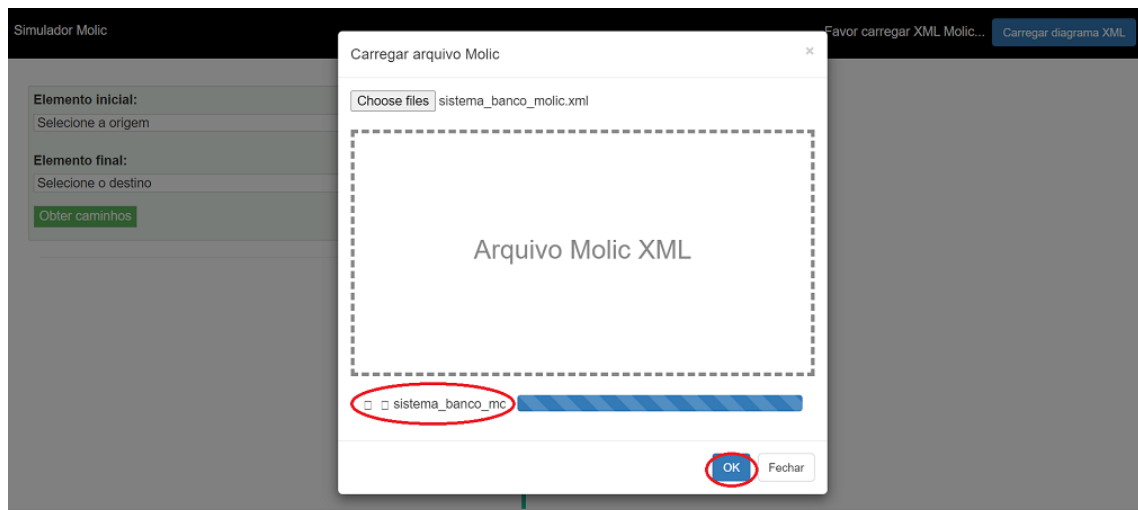 Simulador Molic
Favor carregar XML Molic...
Carregar diagrama XML
Carregar arquivo Molic
×
Elemento inicial:
Selecione a origem
Elemento final:
Selecione o destino
Obter caminhos
Choose files sistema_banco_molic.xml
Arquivo Molic XML
sistema_banco_mc
OK
Fechar